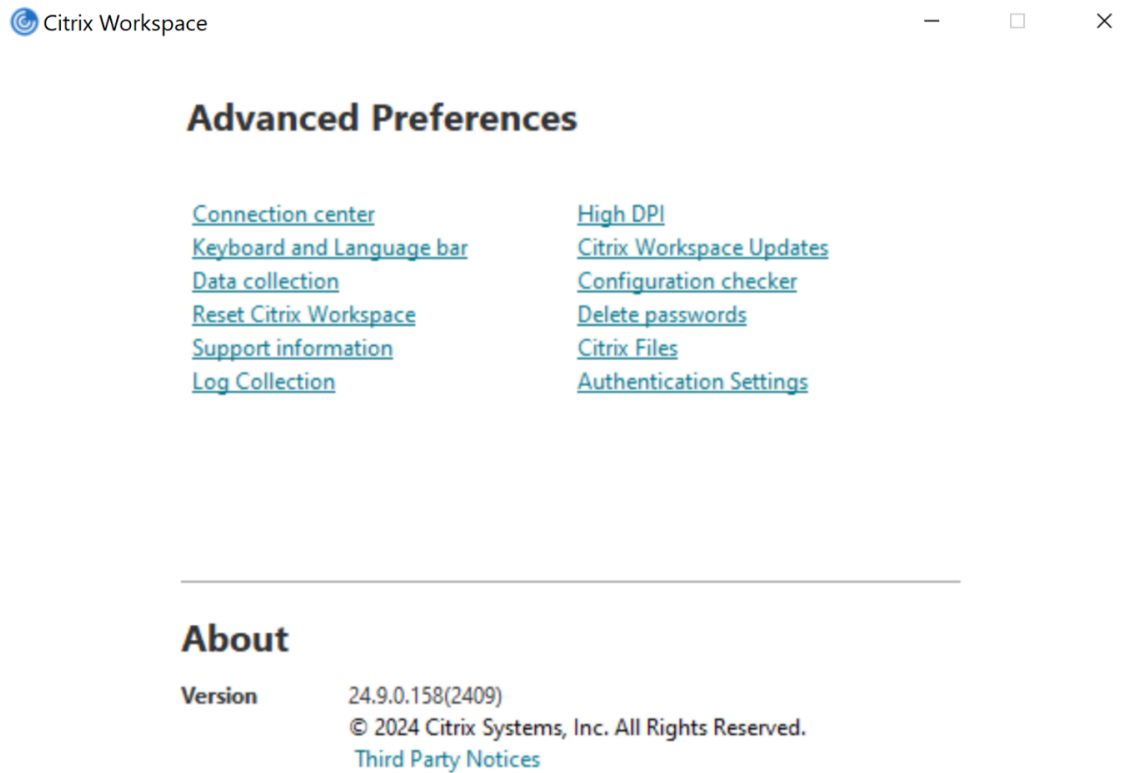 Citrix Workspace
Advanced Preferences
Connection center
Keyboard and Language bar
Data collection
Reset Citrix Workspace
Support information
Log Collection
High DPI
Citrix Workspace Updates
Configuration checker
Delete passwords
Citrix Files
Authentication Settings
About
Version 24.9.0.158(2409)
© 2024 Citrix Systems, Inc. All Rights Reserved.
Third Party Notices